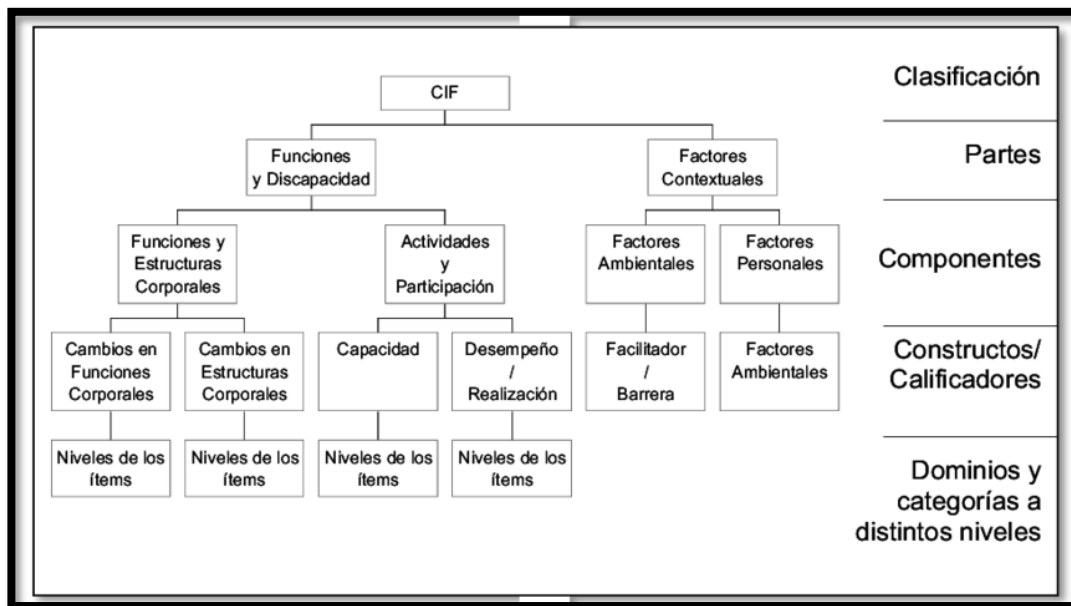 CIF
Clasificación
Funciones
y Discapacidad
Factores
Contextuales
Partes
Funciones y
Estructuras
Corporales
Actividades
y
Participación
Factores
Ambientales
Factores
Personales
Componentes
Cambios en
Funciones
Corporales
Cambios en
Estructuras
Corporales
Capacidad
Desempeño
/
Realización
Facilitador
/
Barrera
Factores
Ambientales
Constructos/
Calificadores
Niveles de los
ítems
Niveles de los
ítems
Niveles de los
ítems
Niveles de los
ítems
Dominios y
categorías a
distintos niveles